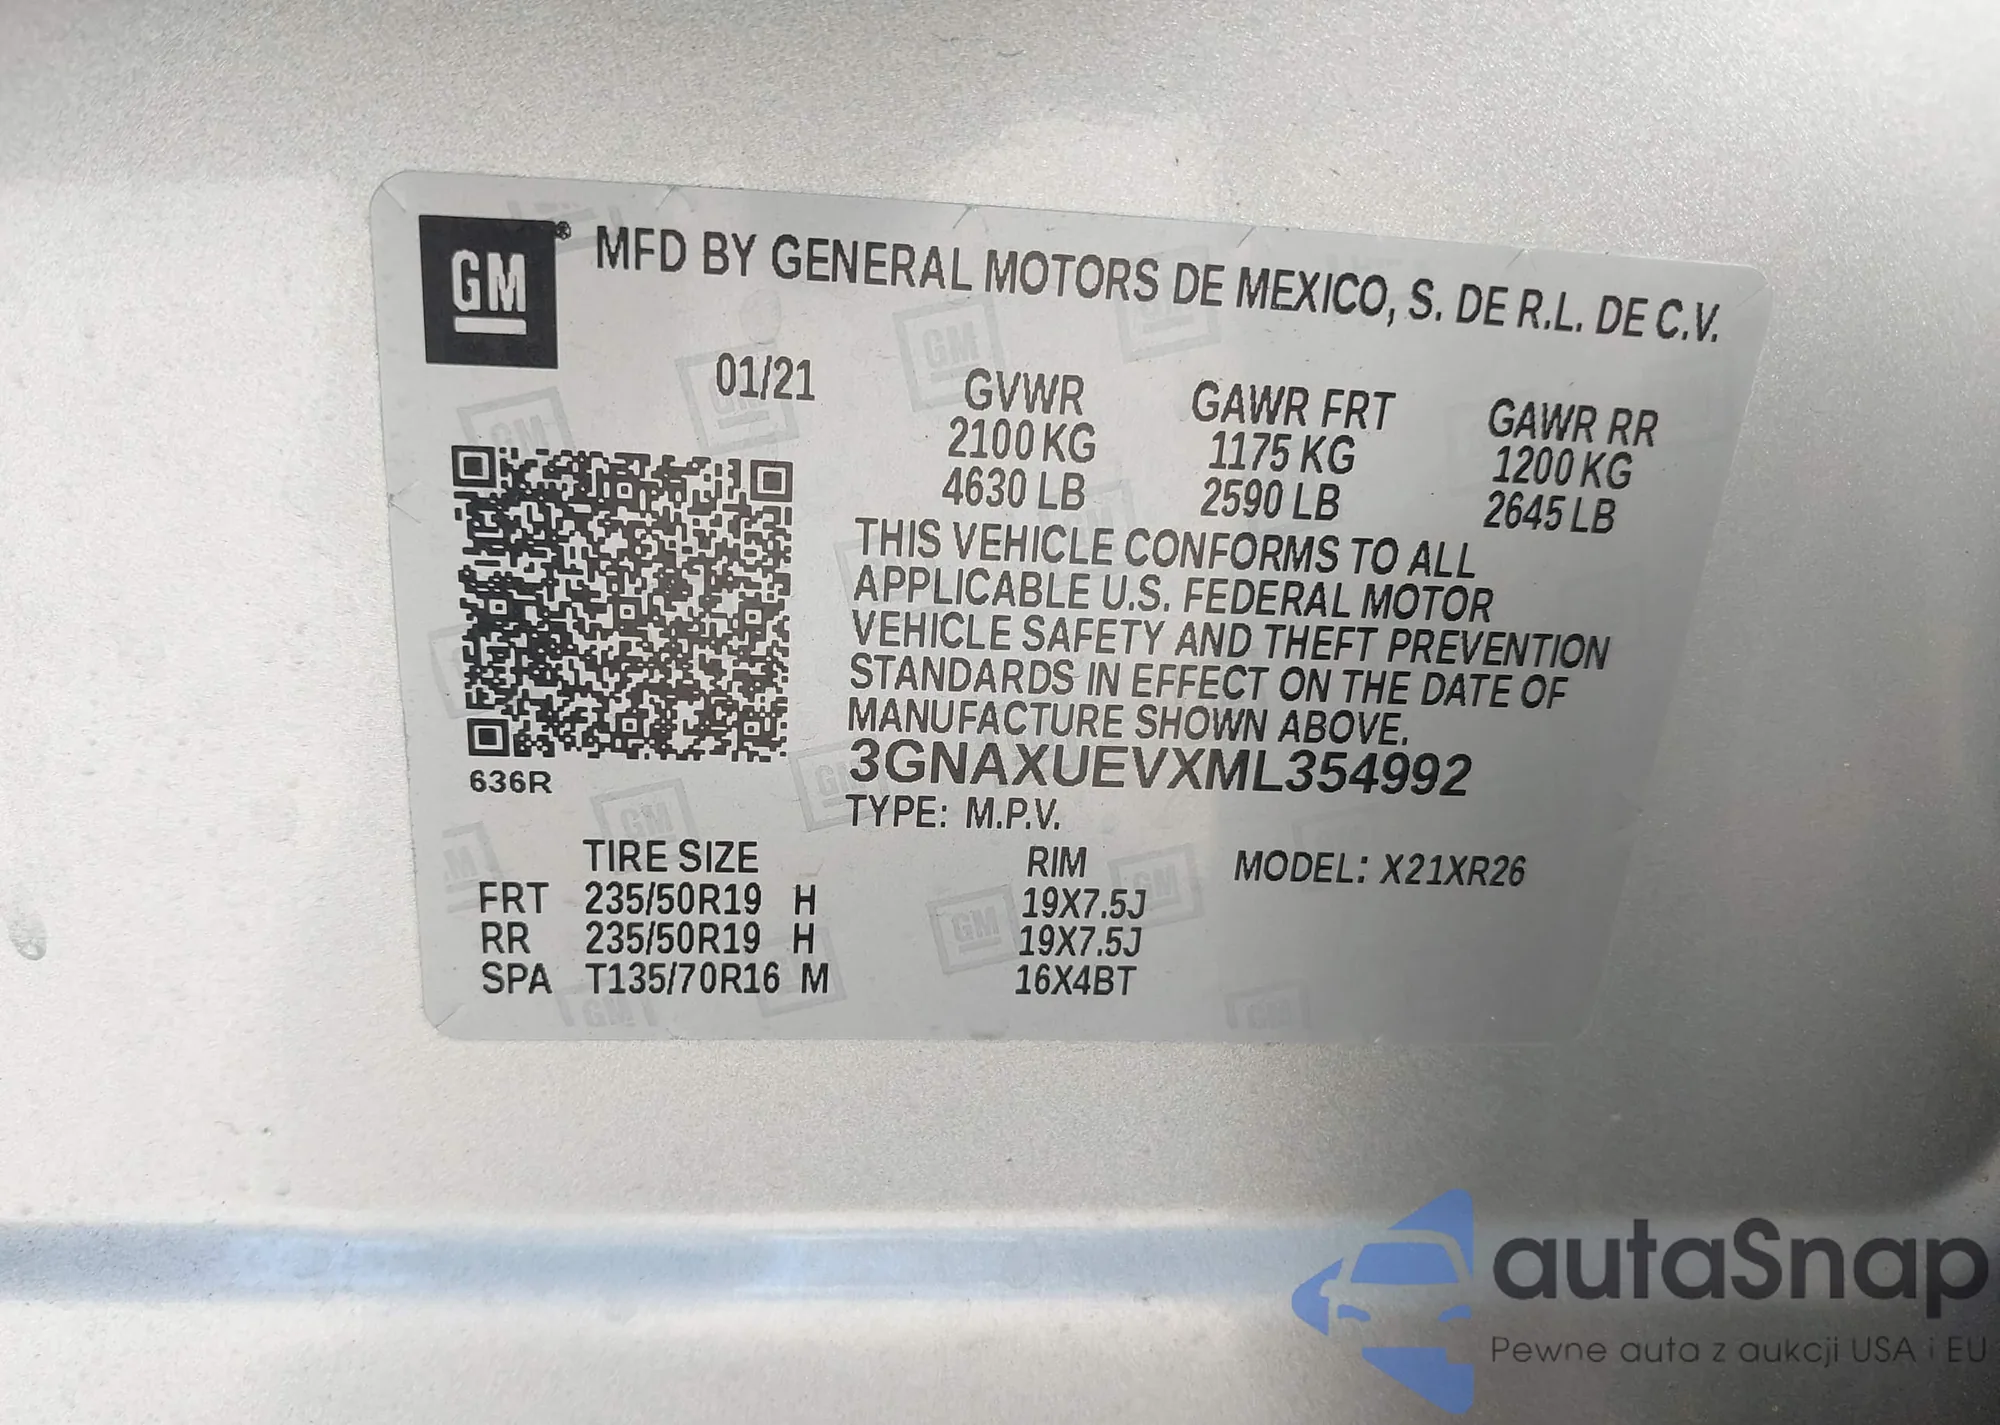 GM® MFD BY GENERAL MOTORS DE MEXICO, S. DE R.L. DE C.V.
01/21 GVWR GAWR FRT GAWR RR
2100 KG 1175 KG 1200 KG
4630 LB 2590 LB 2645 LB
THIS VEHICLE CONFORMS TO ALL
APPLICABLE U.S. FEDERAL MOTOR
VEHICLE SAFETY AND THEFT PREVENTION
STANDARDS IN EFFECT ON THE DATE OF
MANUFACTURE SHOWN ABOVE.
636R 3GNAXUEVXML354992
TYPE: M.P.V.
TIRE SIZE RIM MODEL: X21XR26
FRT 235/50R19 H 19X7.5J
RR 235/50R19 H 19X7.5J
SPA T135/70R16 M 16X4BT
autaSnap
Pewne auta z aukcji USA i EU